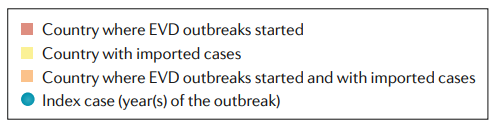 Country where EVD outbreaks started
Country with imported cases
Country where EVD outbreaks started and with imported cases
Index case (year(s) of the outbreak)